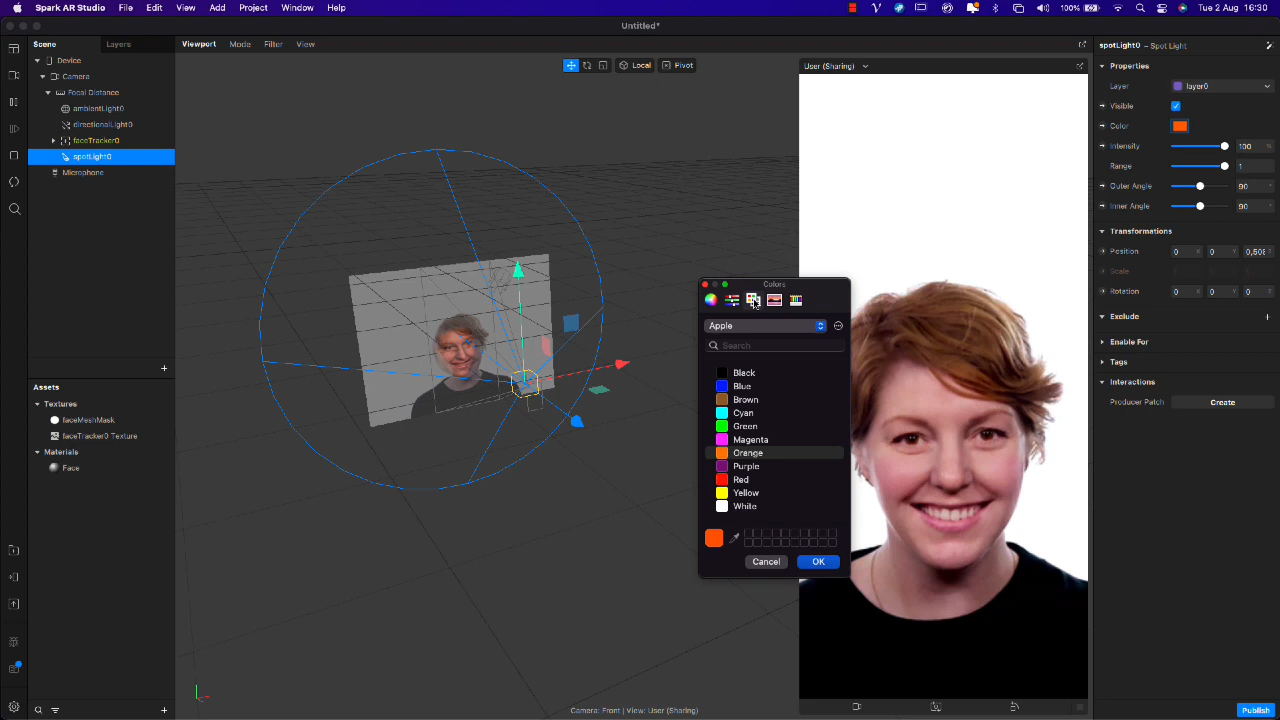 Spark AR Studio File Edit View Add Project Window Help 100% Tue 2 Aug 16:30
Untitled*
Scene Layers
Device
Camera
Focal Distance
ambientLight0
directionalLight0
faceTracker0
spotLight0
Microphone
Assets
Textures
faceMeshMask
faceTracker0 Texture
Materials
Face
Viewport Mode Filter View
Local Pivot
User (Sharing)
Colors
Apple
Search
Black
Blue
Brown
Cyan
Green
Magenta
Orange
Purple
Red
Yellow
White
Cancel OK
Camera: Front | View: User (Sharing)
spotLight0 – Spot Light
Properties
Layer layer0
Visible
Color
Intensity 100 %
Range 1
Outer Angle 90 °
Inner Angle 90 °
Transformations
Position 0 0 0,508
Scale
Rotation 0 0 0
Exclude
Enable For
Tags
Interactions
Producer Patch Create
Publish